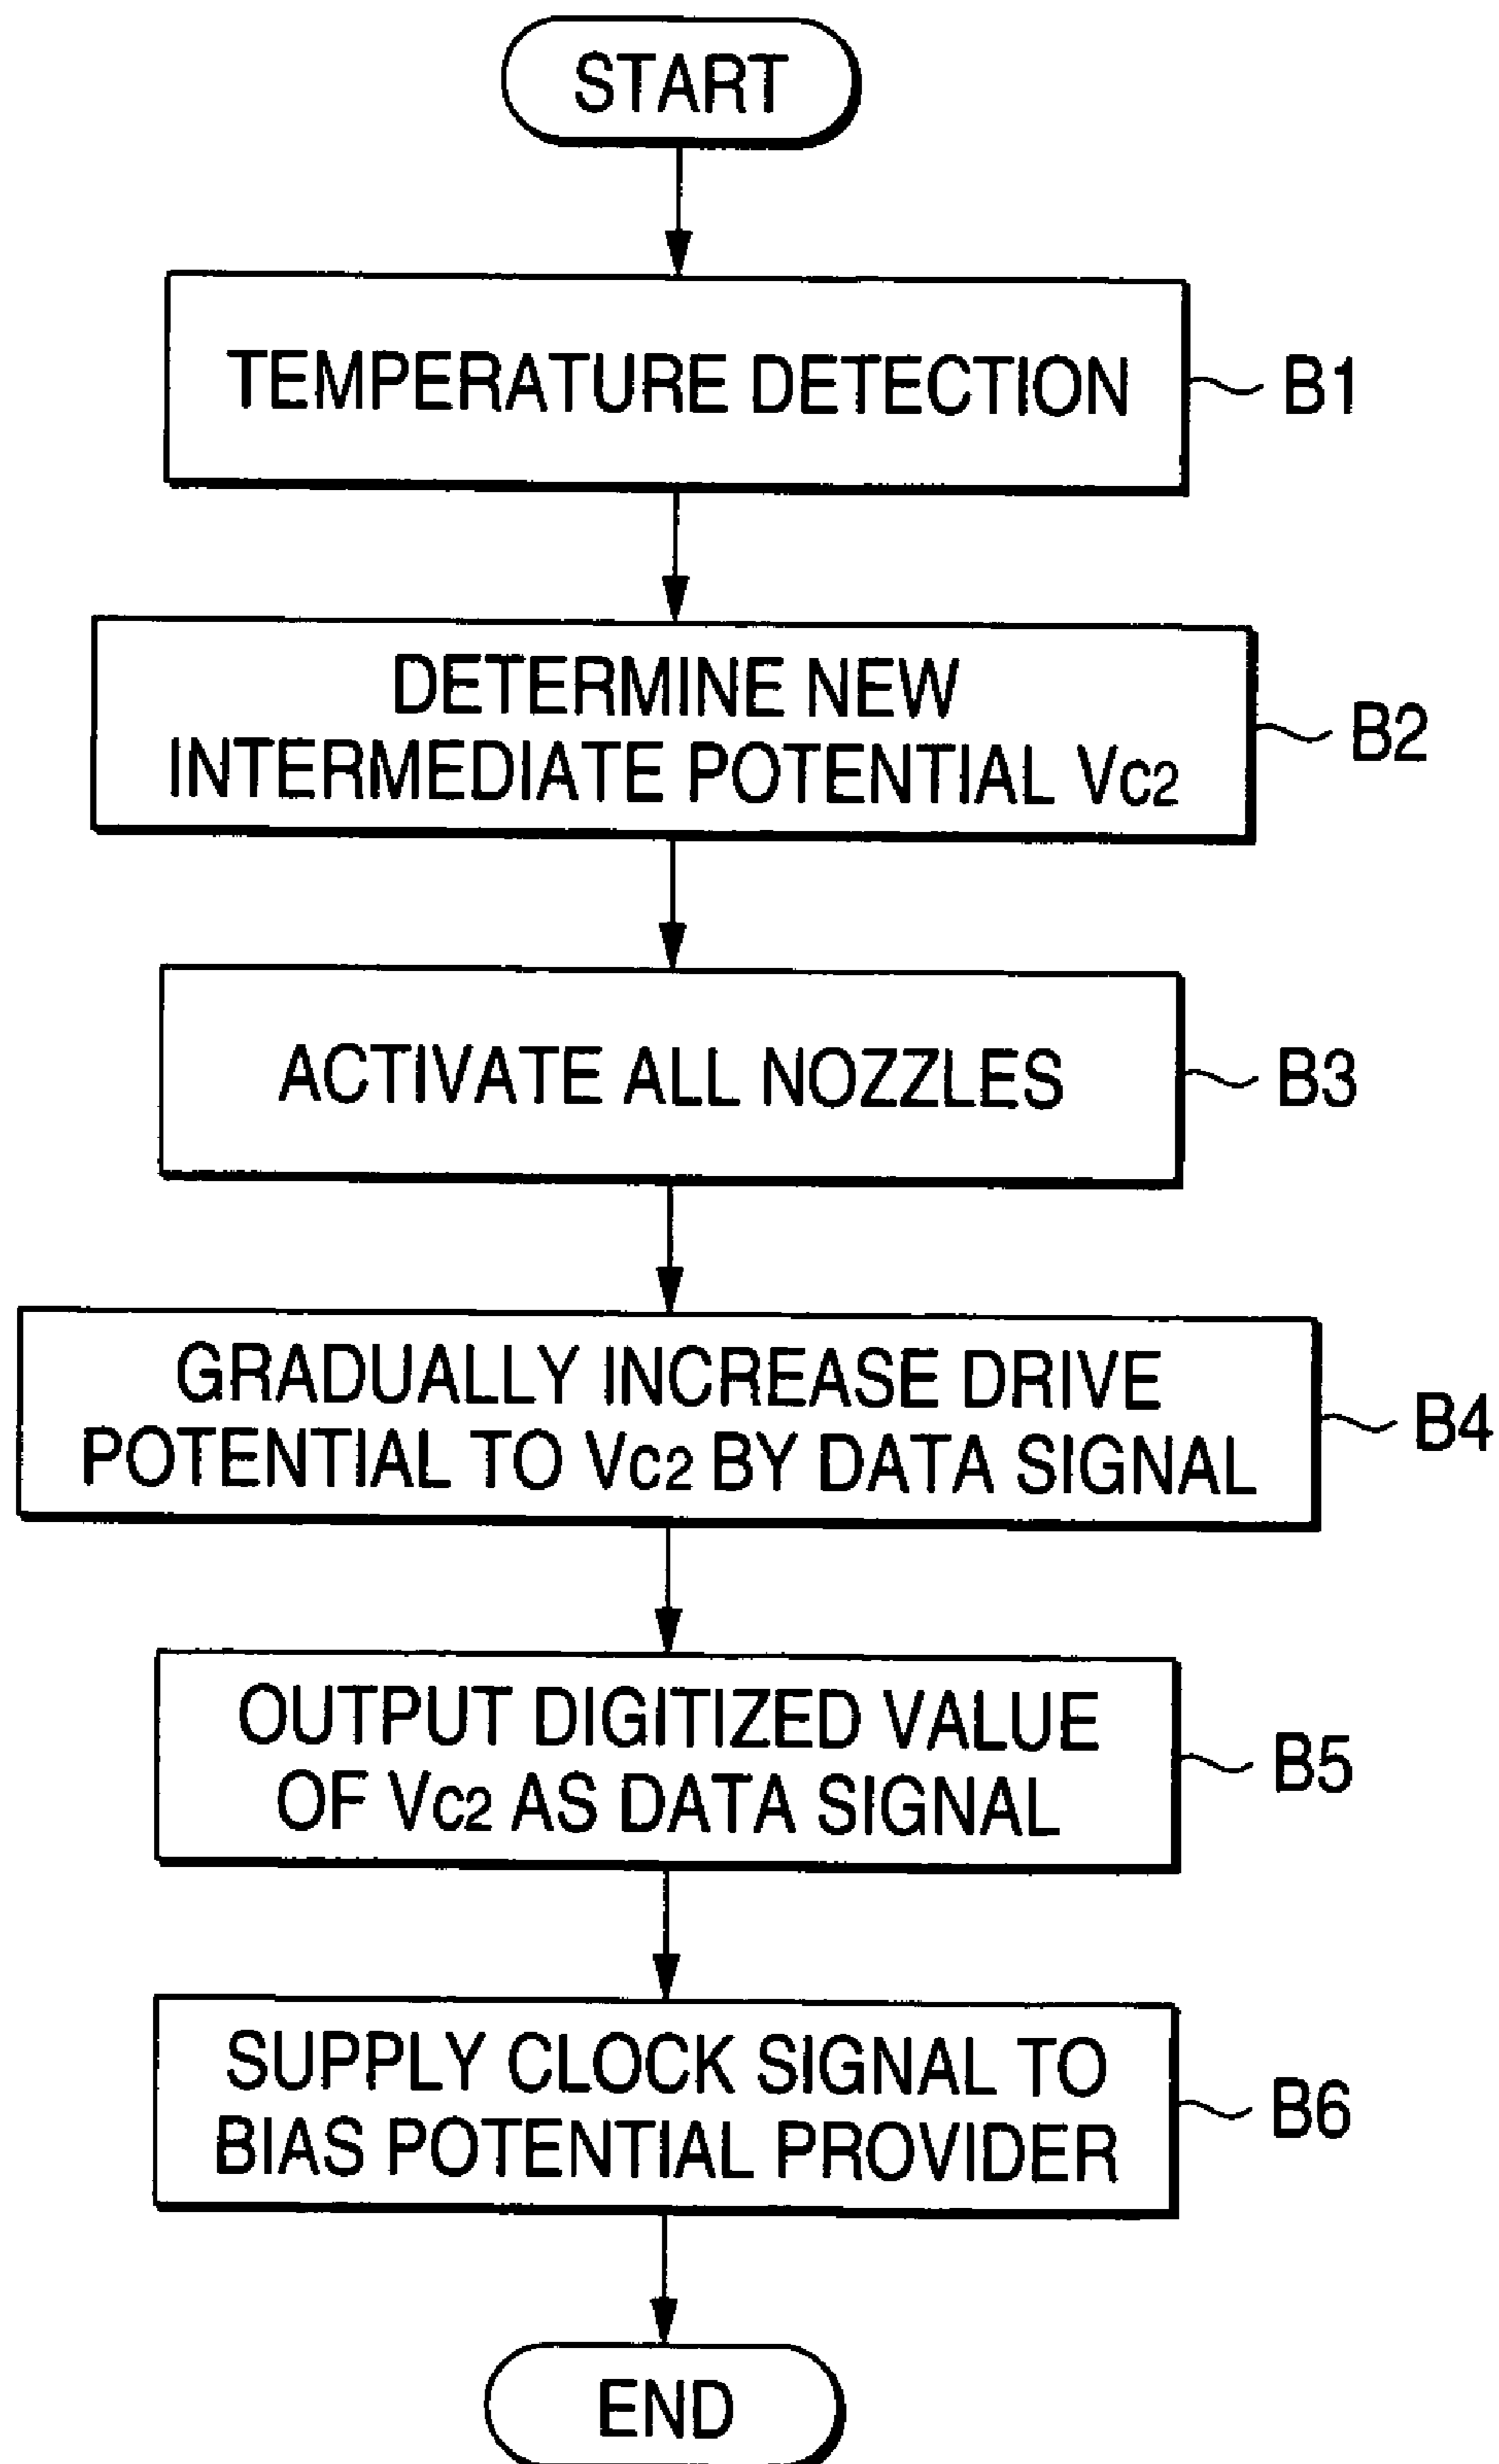 START
TEMPERATURE DETECTION
B1
DETERMINE NEW
INTERMEDIATE POTENTIAL Vc2
B2
ACTIVATE ALL NOZZLES
B3
GRADUALLY INCREASE DRIVE
POTENTIAL TO Vc2 BY DATA SIGNAL
B4
OUTPUT DIGITIZED VALUE
OF Vc2 AS DATA SIGNAL
B5
SUPPLY CLOCK SIGNAL TO
BIAS POTENTIAL PROVIDER
B6
END